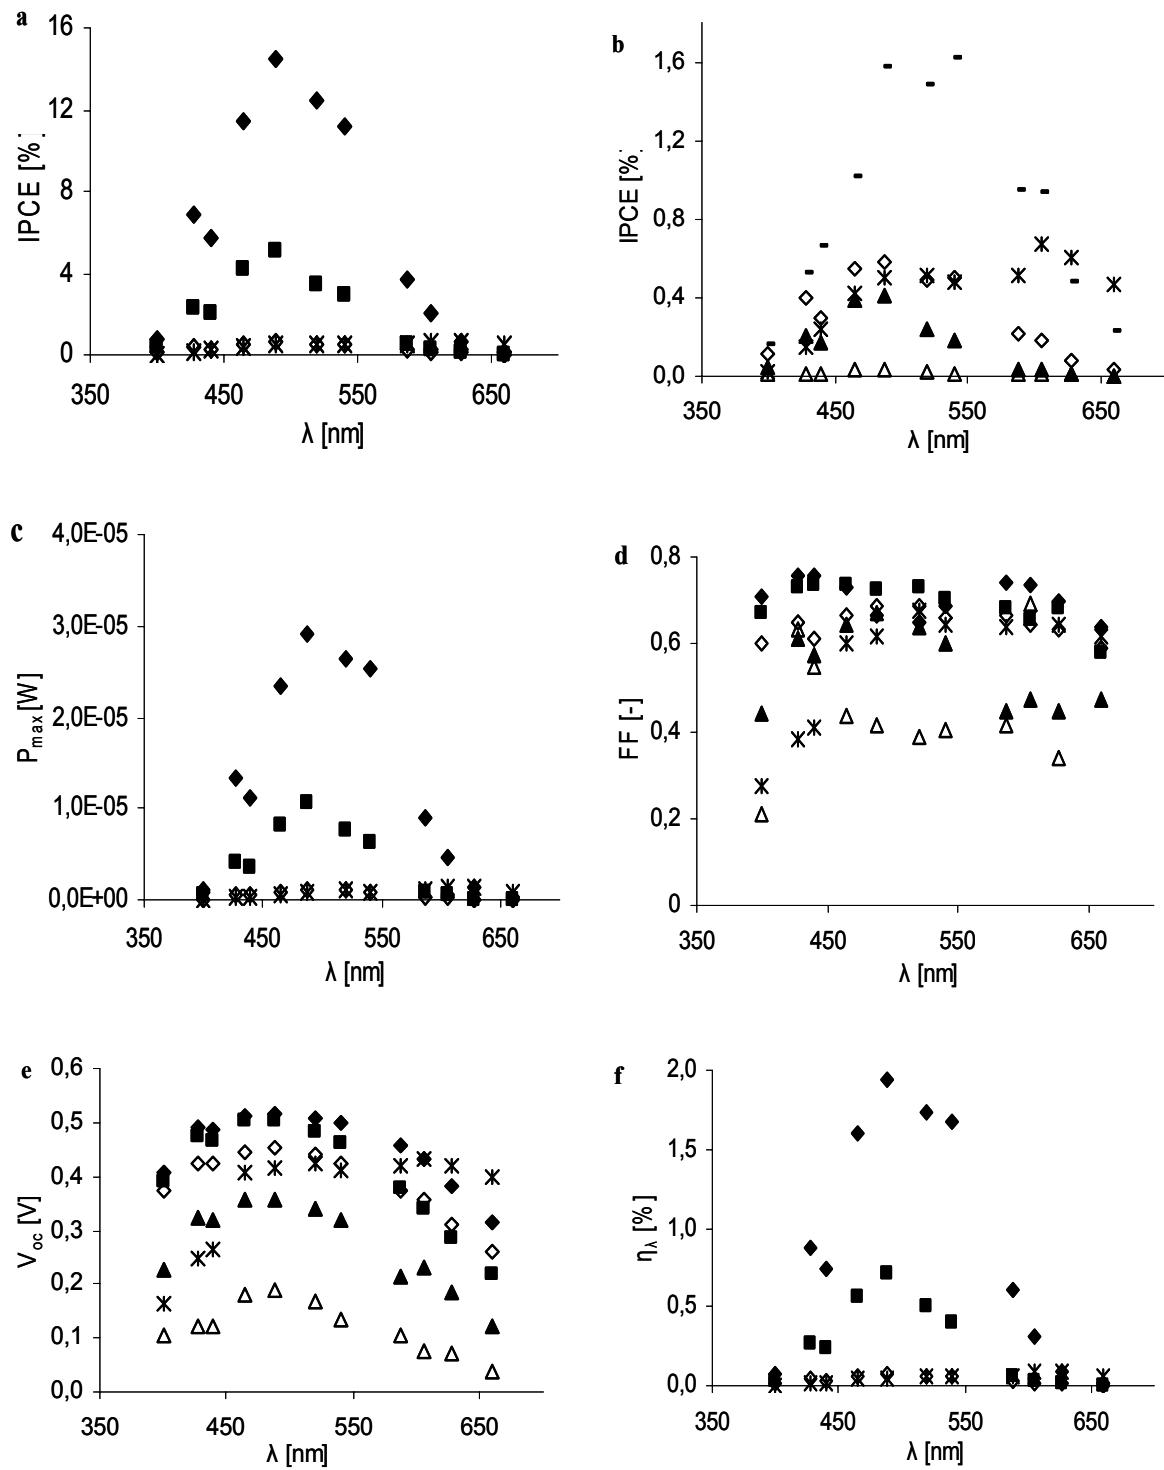 a
16
12
8
4
0
350
450
550
650
IPCE [%]
λ [nm]
b
1,6
1,2
0,8
0,4
0,0
350
450
550
650
IPCE [%]
λ [nm]
c
4,0E-05
3,0E-05
2,0E-05
1,0E-05
0,0E+00
350
450
550
650
Pmax [W]
λ [nm]
d
0,8
0,6
0,4
0,2
0
350
450
550
650
FF [-]
λ [nm]
e
0,6
0,5
0,4
0,3
0,2
0,1
0,0
350
450
550
650
Voc [V]
λ [nm]
f
2,0
1,5
1,0
0,5
0,0
350
450
550
650
ηλ [%]
λ [nm]